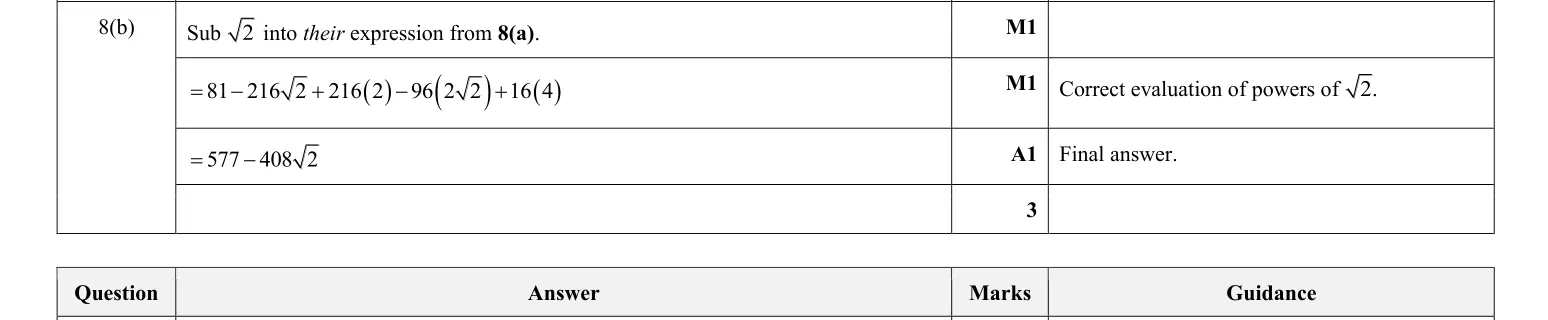 8(b) Sub √2 into their expression from 8(a). M1
=81−216√2+216(2)−96(2√2)+16(4) M1 Correct evaluation of powers of √2.
=577−408√2 A1 Final answer.
3
Question Answer Marks Guidance